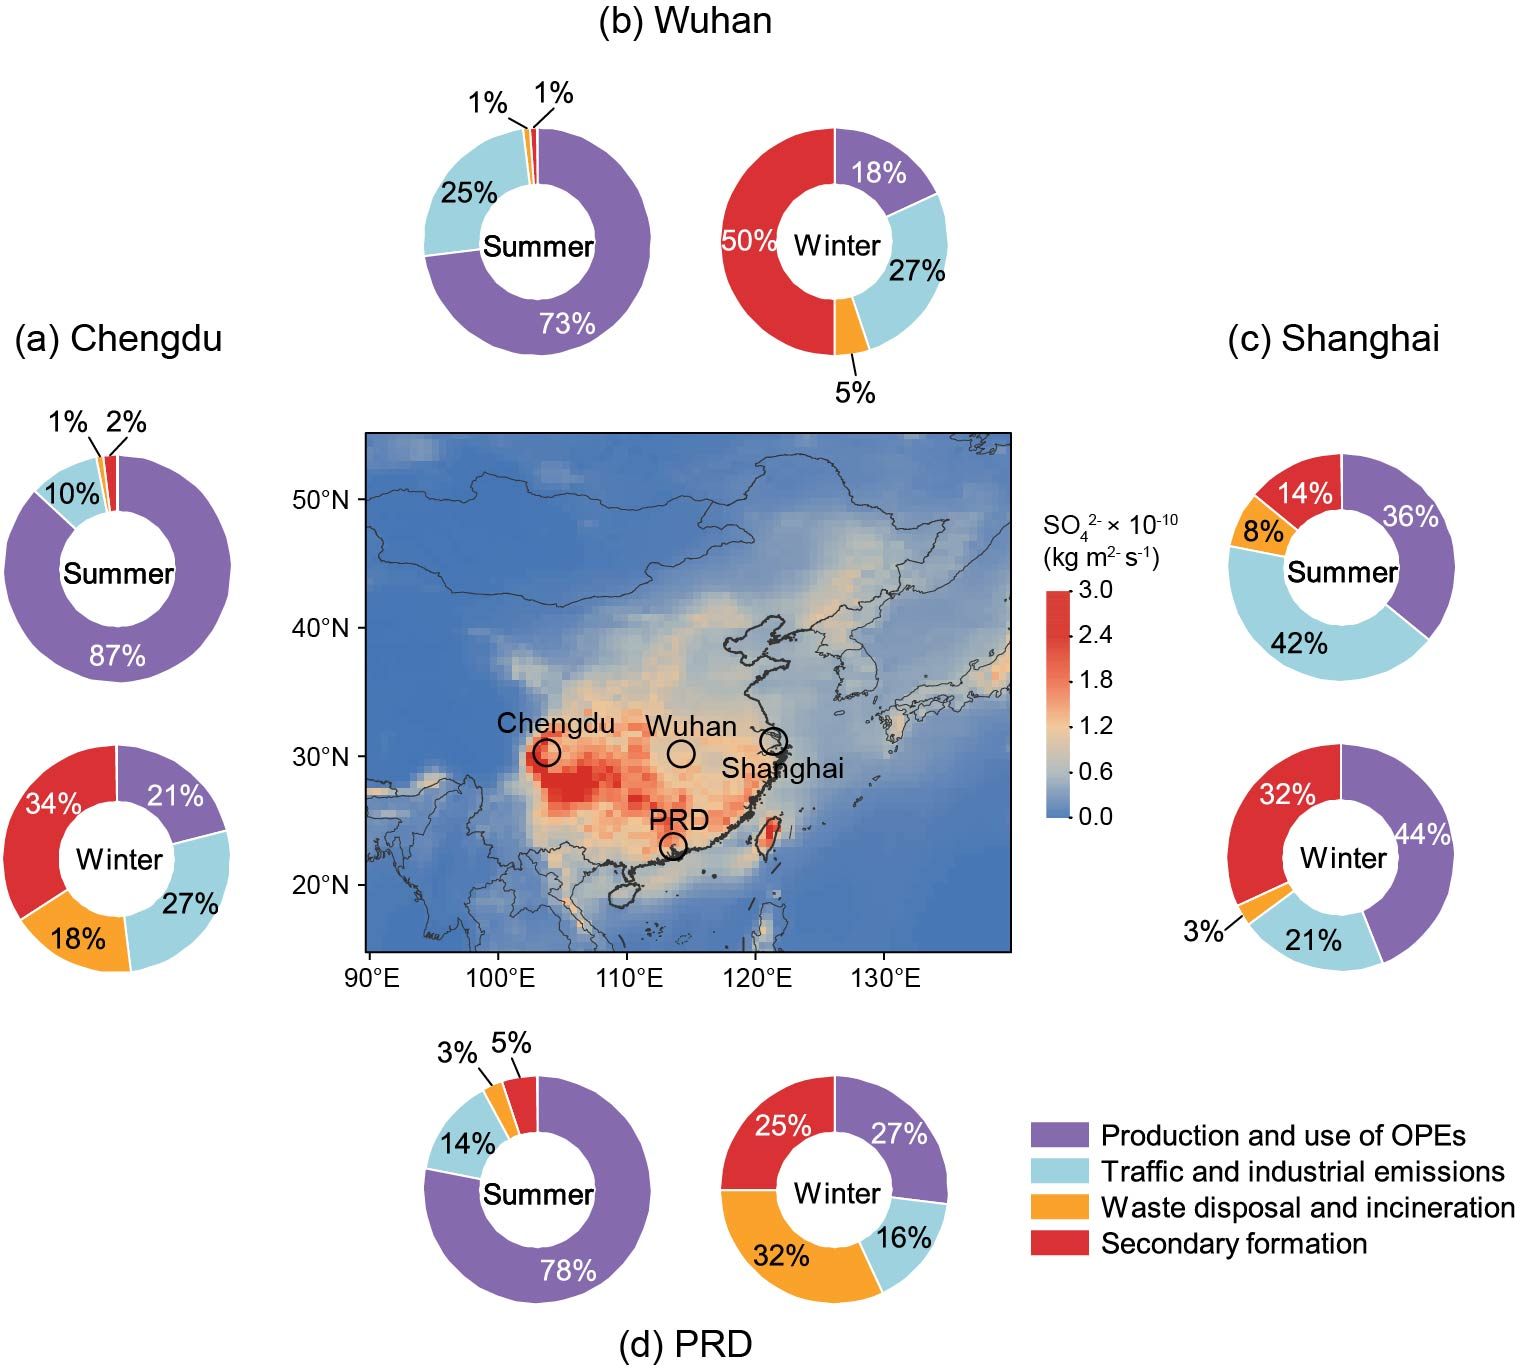 (b) Wuhan
1%
1%
25%
Summer
73%
18%
50%
Winter
27%
5%
(a) Chengdu
1%
2%
10%
Summer
87%
34%
21%
Winter
27%
18%
50°N
40°N
30°N
20°N
90°E
100°E
110°E
120°E
130°E
Chengdu
Wuhan
Shanghai
PRD
SO₄²⁻ × 10⁻¹⁰
(kg m²⁻ s⁻¹)
3.0
2.4
1.8
1.2
0.6
0.0
(c) Shanghai
14%
36%
8%
Summer
42%
32%
44%
Winter
3%
21%
3%
5%
14%
Summer
78%
25%
27%
Winter
16%
32%
(d) PRD
Production and use of OPEs
Traffic and industrial emissions
Waste disposal and incineration
Secondary formation